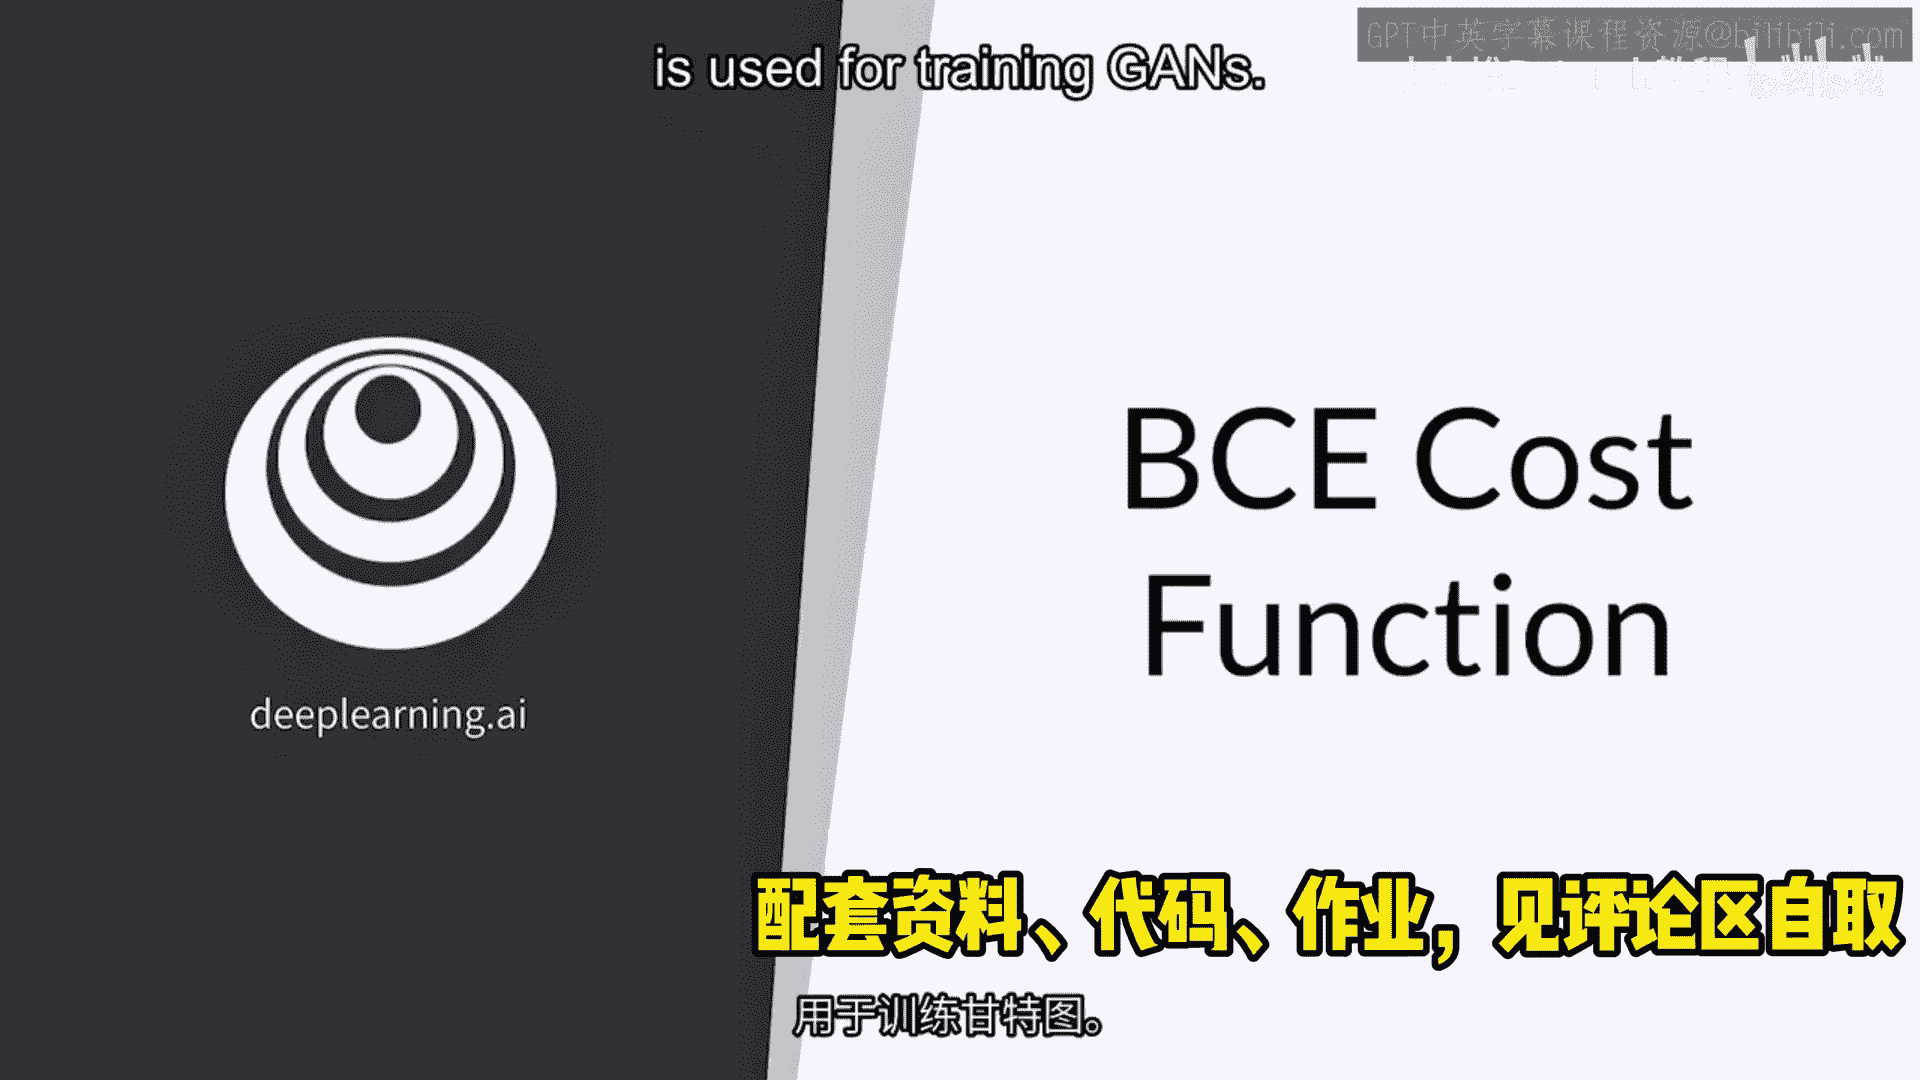 GPT中英字幕课程资源@bilibili.com
is used for training GANs.
BCE Cost
Function
deeplearning.ai
配套资料、代码、作业，见评论区自取
用于训练甘特图。